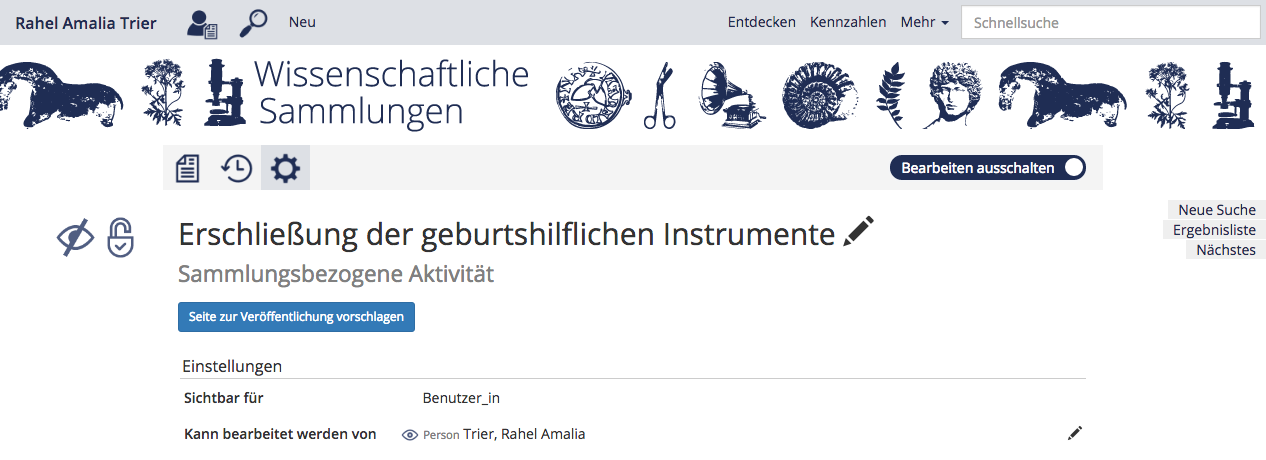 Rahel Amalia Trier
Neu
Entdecken Kennzahlen Mehr
Schnellsuche
Wissenschaftliche
Sammlungen
Bearbeiten ausschalten
Neue Suche
Ergebnisliste
Nächstes
Erschließung der geburtshilflichen Instrumente
Sammlungsbezogene Aktivität
Seite zur Veröffentlichung vorschlagen
Einstellungen
Sichtbar für Benutzer_in
Kann bearbeitet werden von Person Trier, Rahel Amalia